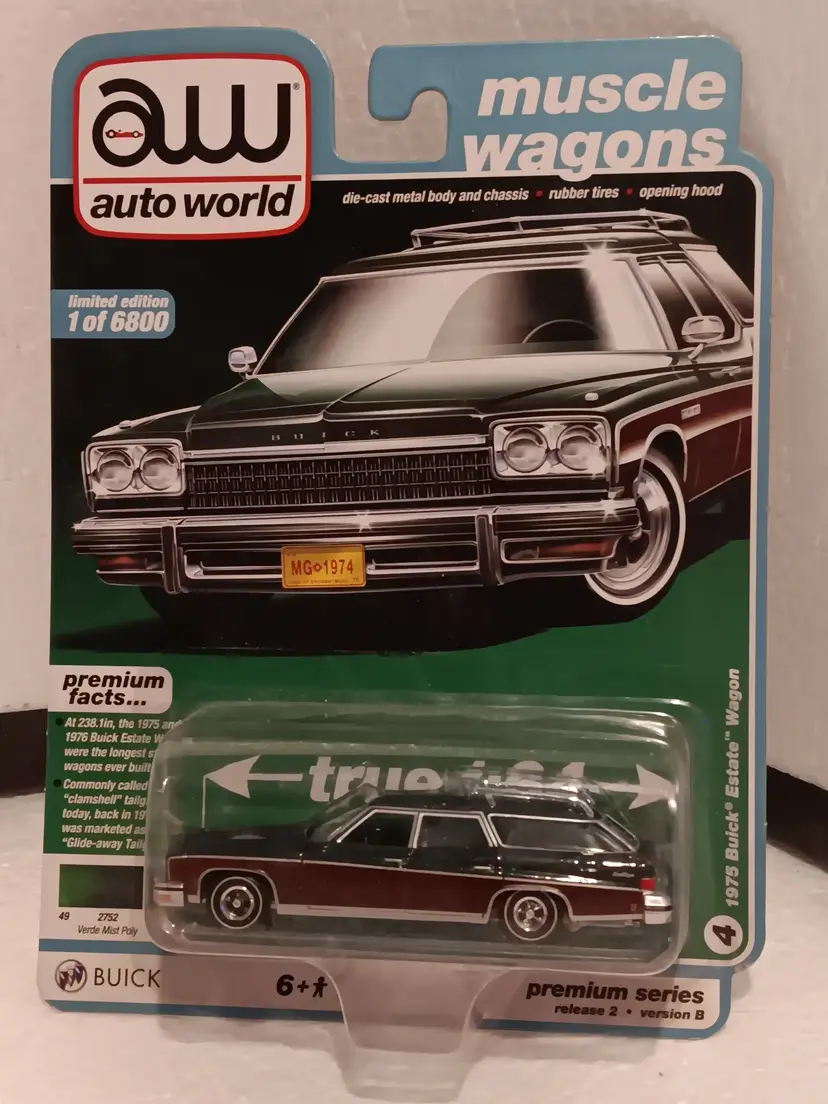 aw®
auto world
muscle
wagons
die-cast metal body and chassis • rubber tires • opening hood
limited edition
1 of 6800
BUICK
MG◇1974
premium
facts...
• At 238.1in, the 1975 and
1976 Buick Estate W
were the longest s
wagons ever built
• Commonly called
"clamshell" tailg
today, back in 19
was marketed as
"Glide-away Tail
true 1:64
49 2752
Verde Mist Poly
1975 Buick® Estate™ Wagon
4
BUICK
6+
premium series
release 2 • version B